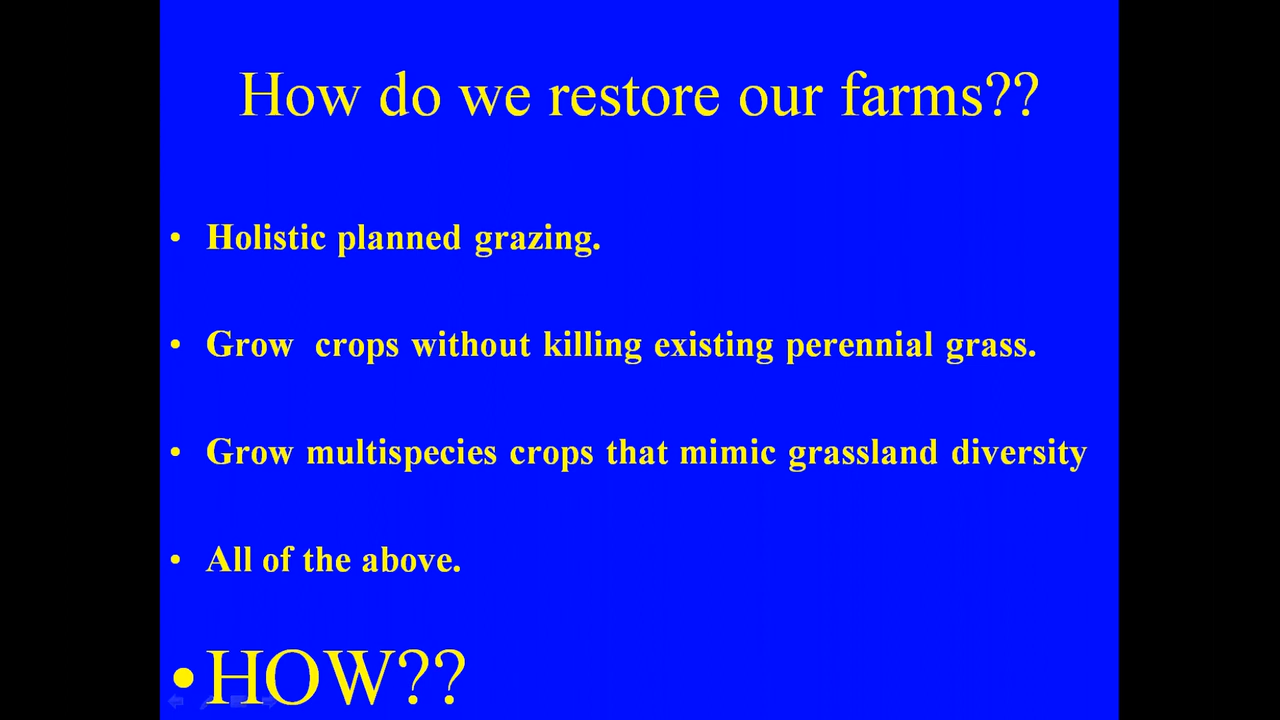 How do we restore our farms??
• Holistic planned grazing.
• Grow crops without killing existing perennial grass.
• Grow multispecies crops that mimic grassland diversity
• All of the above.
• HOW??